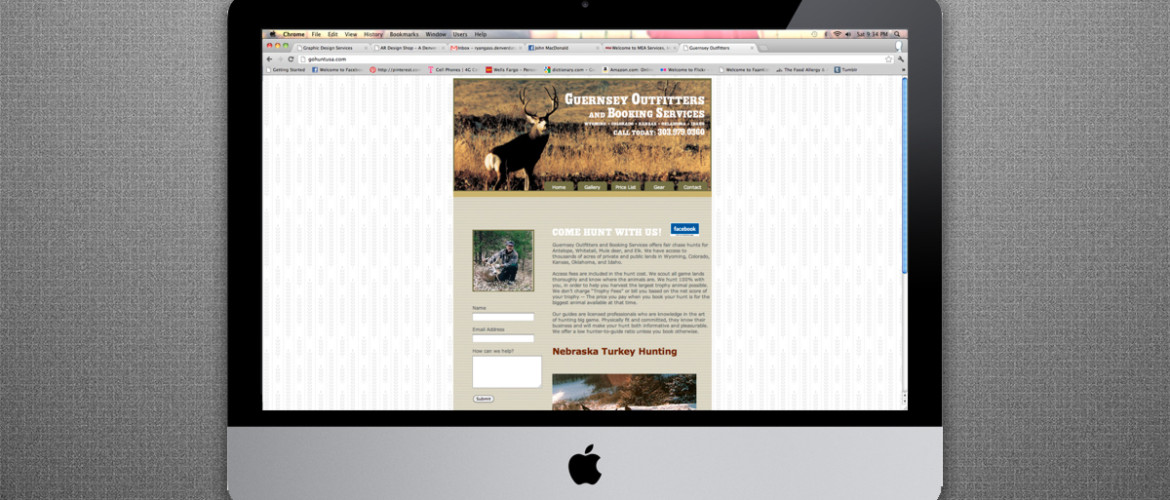 Chrome File Edit View History Bookmarks Window Users Help
Sat 9:34 PM
Graphic Design Services
AR Design Shop – A Denver
John MacDonald
Welcome to MEA Services,
Guernsey Outfitters
gohuntusa.com
Getting Started
Welcome to Facebo
http://pinterest.com
Cell Phones | 4G C
Wells Fargo – Perso
dictionary.com – C
Amazon.com: Onlin
Welcome to Flickr
Welcome to Foamfo
The Food Allergy
Tumblr
GUERNSEY OUTFITTERS
AND BOOKING SERVICES
WYOMING • COLORADO • KANSAS • OKLAHOMA • IDAHO
CALL TODAY: 303.979.0360
Home Gallery Price List Gear Contact
COME HUNT WITH US!
facebook
Guernsey Outfitters and Booking Services offers fair chase hunts for
Antelope, Whitetail, Mule deer, and Elk. We have access to
thousands of acres of private and public lands in Wyoming, Colorado,
Kansas, Oklahoma, and Idaho.
Access fees are included in the hunt cost. We scout all game lands
thoroughly and know where the animals are. We hunt 100% with
you, in order to help you harvest the largest trophy animal possible.
We don't charge "Trophy Fees" or bill you based on the net score of
your trophy -- The price you pay when you book your hunt is for the
biggest animal available at that time.
Our guides are licensed professionals who are knowledge in the art
of hunting big game. Physically fit and committed, they know their
business and will make your hunt both informative and pleasurable.
We offer a low hunter-to-guide ratio unless you book otherwise.
Name
Email Address
How can we help?
Submit
Nebraska Turkey Hunting